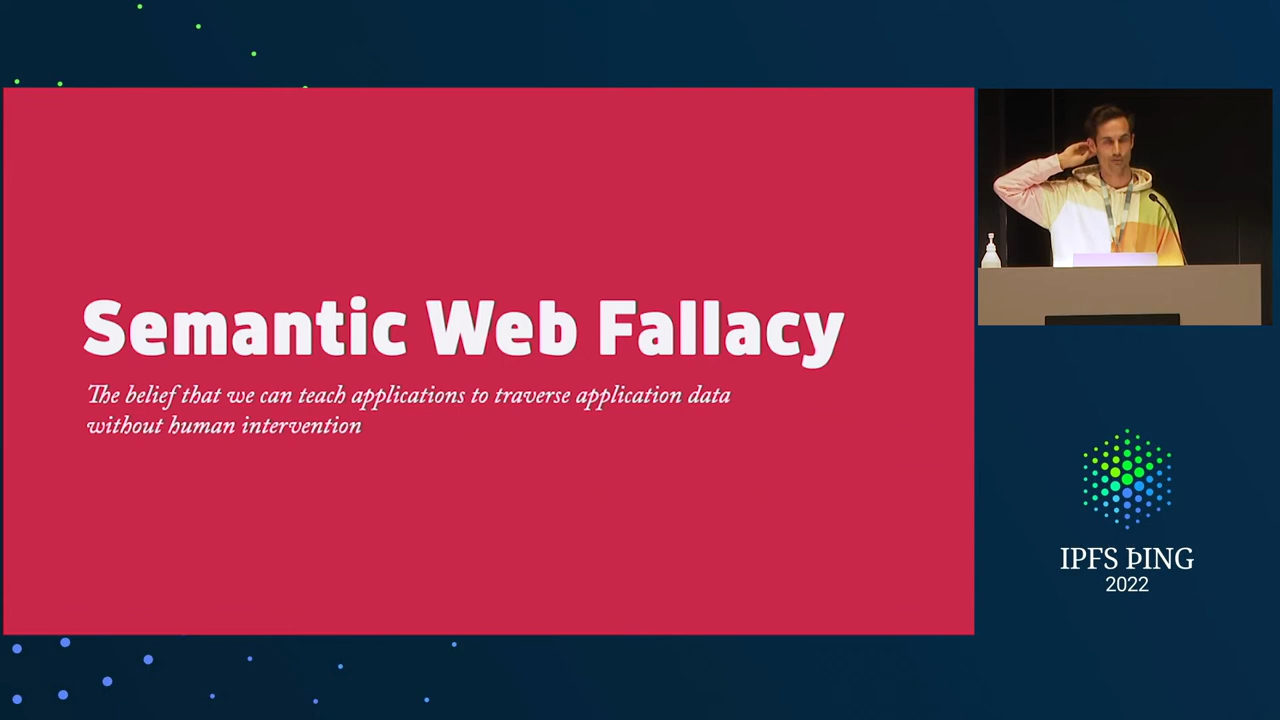 Semantic Web Fallacy
The belief that we can teach applications to traverse application data
without human intervention
IPFS ÞING
2022